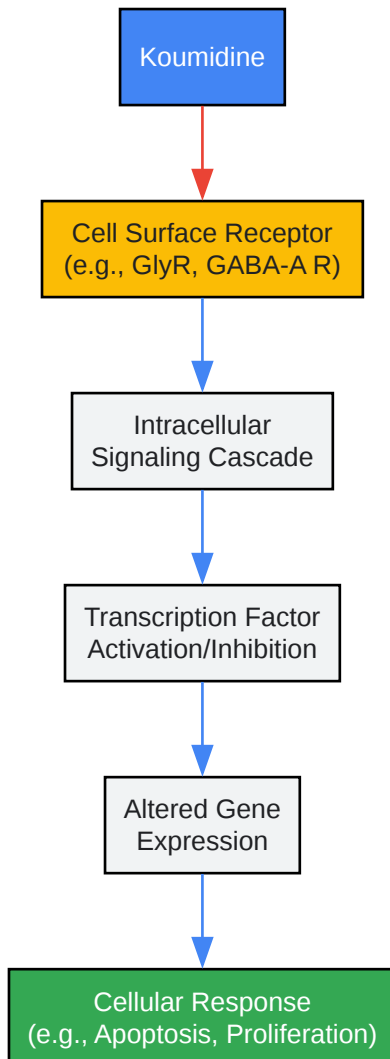 Koumidine
Cell Surface Receptor
(e.g., GlyR, GABA-A R)
Intracellular
Signaling Cascade
Transcription Factor
Activation/Inhibition
Altered Gene
Expression
Cellular Response
(e.g., Apoptosis, Proliferation)